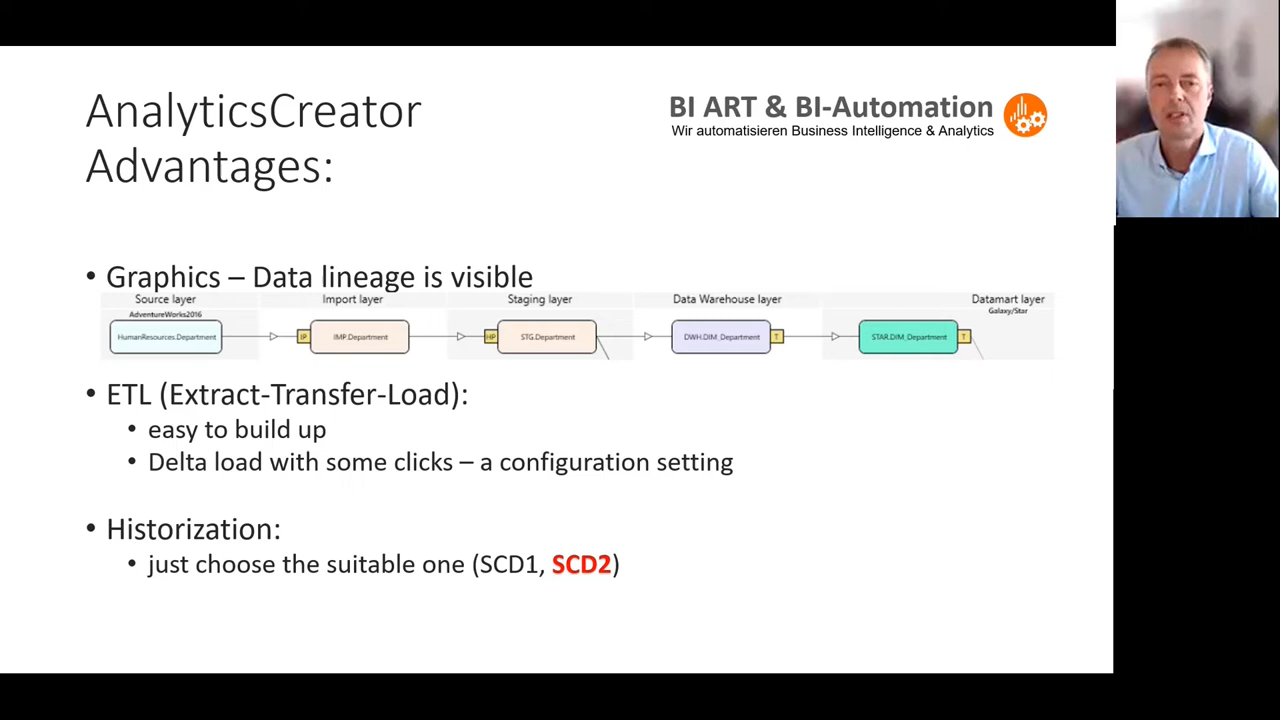 AnalyticsCreator
Advantages:
BI ART & BI-Automation
Wir automatisieren Business Intelligence & Analytics
• Graphics – Data lineage is visible
Source layer Import layer Staging layer Data Warehouse layer Datamart layer
AdventureWorks2016 Galaxy/Star
HumanResources.Department IP IMP.Department HP STG.Department DWH.DIM_Department T STAR.DIM_Department T
• ETL (Extract-Transfer-Load):
• easy to build up
• Delta load with some clicks – a configuration setting
• Historization:
• just choose the suitable one (SCD1, SCD2)